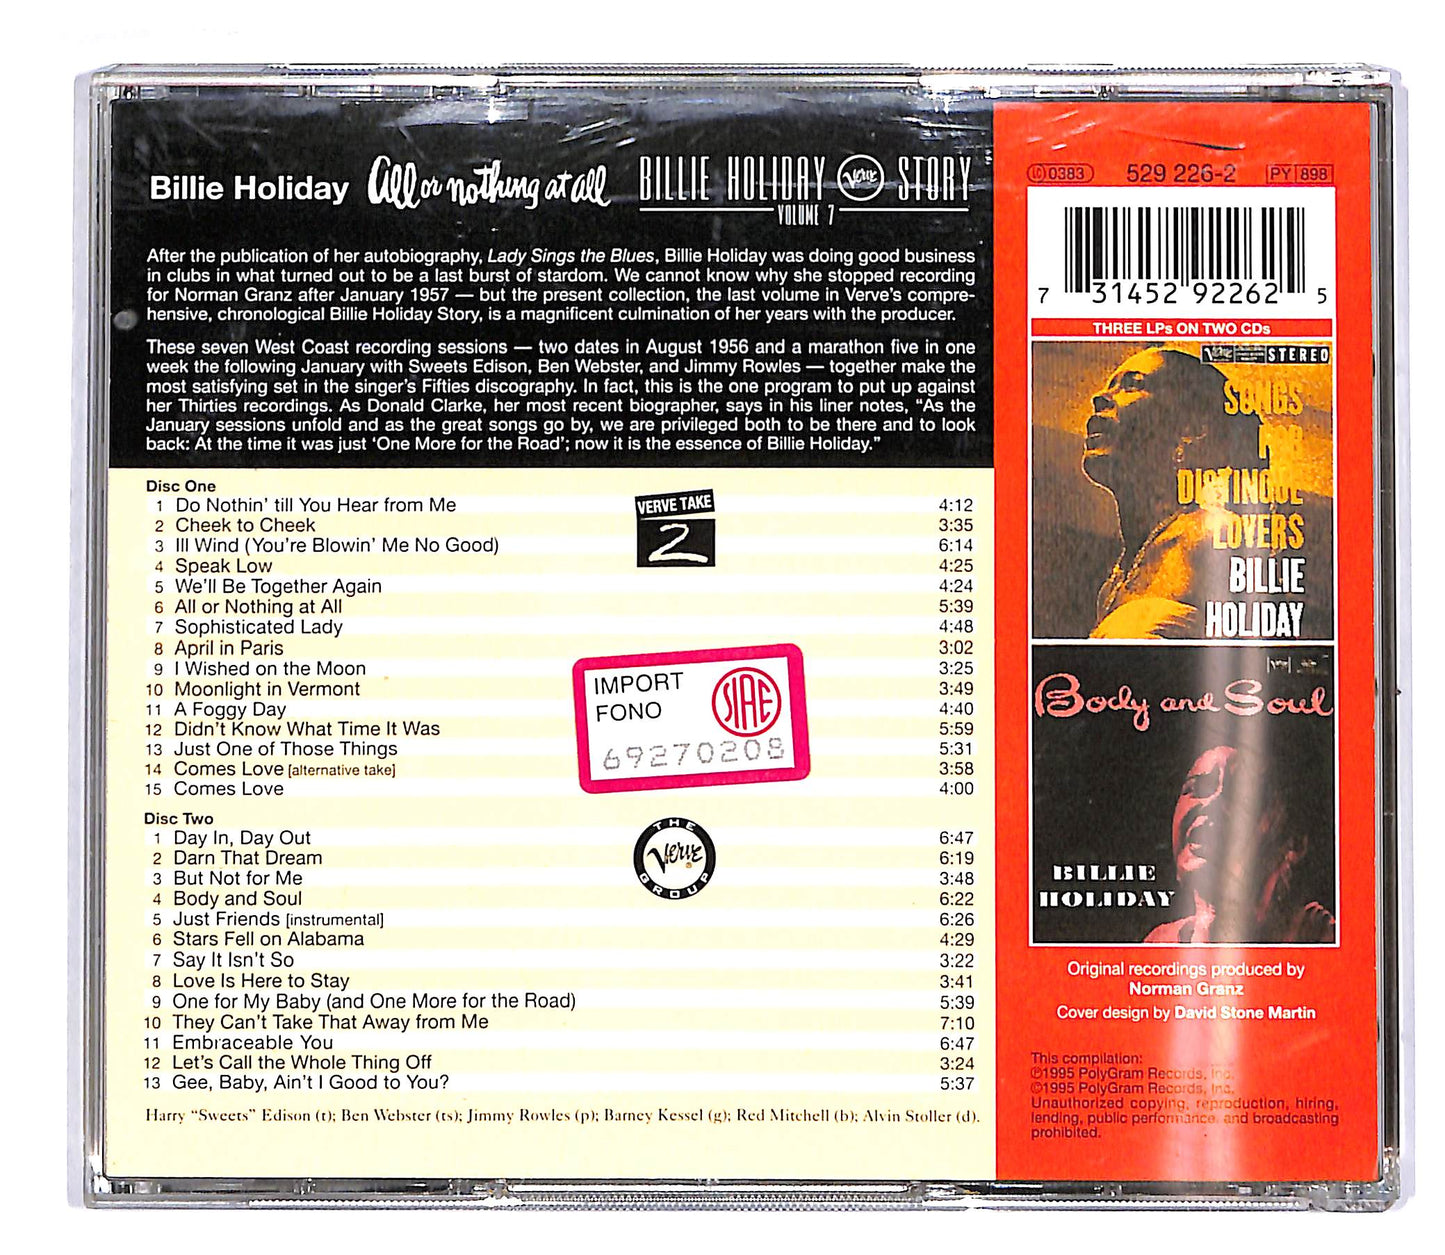 Billie Holiday All or nothing at all BILLIE HOLIDAY Verve STORY
VOLUME 7
After the publication of her autobiography, Lady Sings the Blues, Billie Holiday was doing good business
in clubs in what turned out to be a last burst of stardom. We cannot know why she stopped recording
for Norman Granz after January 1957 — but the present collection, the last volume in Verve's compre-
hensive, chronological Billie Holiday Story, is a magnificent culmination of her years with the producer.
These seven West Coast recording sessions — two dates in August 1956 and a marathon five in one
week the following January with Sweets Edison, Ben Webster, and Jimmy Rowles — together make the
most satisfying set in the singer's Fifties discography. In fact, this is the one program to put up against
her Thirties recordings. As Donald Clarke, her most recent biographer, says in his liner notes, "As the
January sessions unfold and as the great songs go by, we are privileged both to be there and to look
back: At the time it was just 'One More for the Road'; now it is the essence of Billie Holiday."
Disc One
1 Do Nothin' till You Hear from Me 4:12
2 Cheek to Cheek 3:35
3 Ill Wind (You're Blowin' Me No Good) 6:14
4 Speak Low 4:25
5 We'll Be Together Again 4:24
6 All or Nothing at All 5:39
7 Sophisticated Lady 4:48
8 April in Paris 3:02
9 I Wished on the Moon 3:25
10 Moonlight in Vermont 3:49
11 A Foggy Day 4:40
12 Didn't Know What Time It Was 5:59
13 Just One of Those Things 5:31
14 Comes Love [alternative take] 3:58
15 Comes Love 4:00
VERVE TAKE
2
IMPORT
FONO
SIAE
69270208
Disc Two
1 Day In, Day Out 6:47
2 Darn That Dream 6:19
3 But Not for Me 3:48
4 Body and Soul 6:22
5 Just Friends [instrumental] 6:26
6 Stars Fell on Alabama 4:29
7 Say It Isn't So 3:22
8 Love Is Here to Stay 3:41
9 One for My Baby (and One More for the Road) 5:39
10 They Can't Take That Away from Me 7:10
11 Embraceable You 6:47
12 Let's Call the Whole Thing Off 3:24
13 Gee, Baby, Ain't I Good to You? 5:37
THE
Verve
GROUP
Harry "Sweets" Edison (t); Ben Webster (ts); Jimmy Rowles (p); Barney Kessel (g); Red Mitchell (b); Alvin Stoller (d).
LC 0383 529 226-2 PY 898
7 31452 92262 5
THREE LPs ON TWO CDs
STEREO
SONGS
FOR
DISTINGUÉ
LOVERS
BILLIE
HOLIDAY
Body and Soul
BILLIE
HOLIDAY
Original recordings produced by
Norman Granz
Cover design by David Stone Martin
This compilation:
℗1995 PolyGram Records, Inc.
©1995 PolyGram Records, Inc.
Unauthorized copying, reproduction, hiring,
lending, public performance, and broadcasting
prohibited.